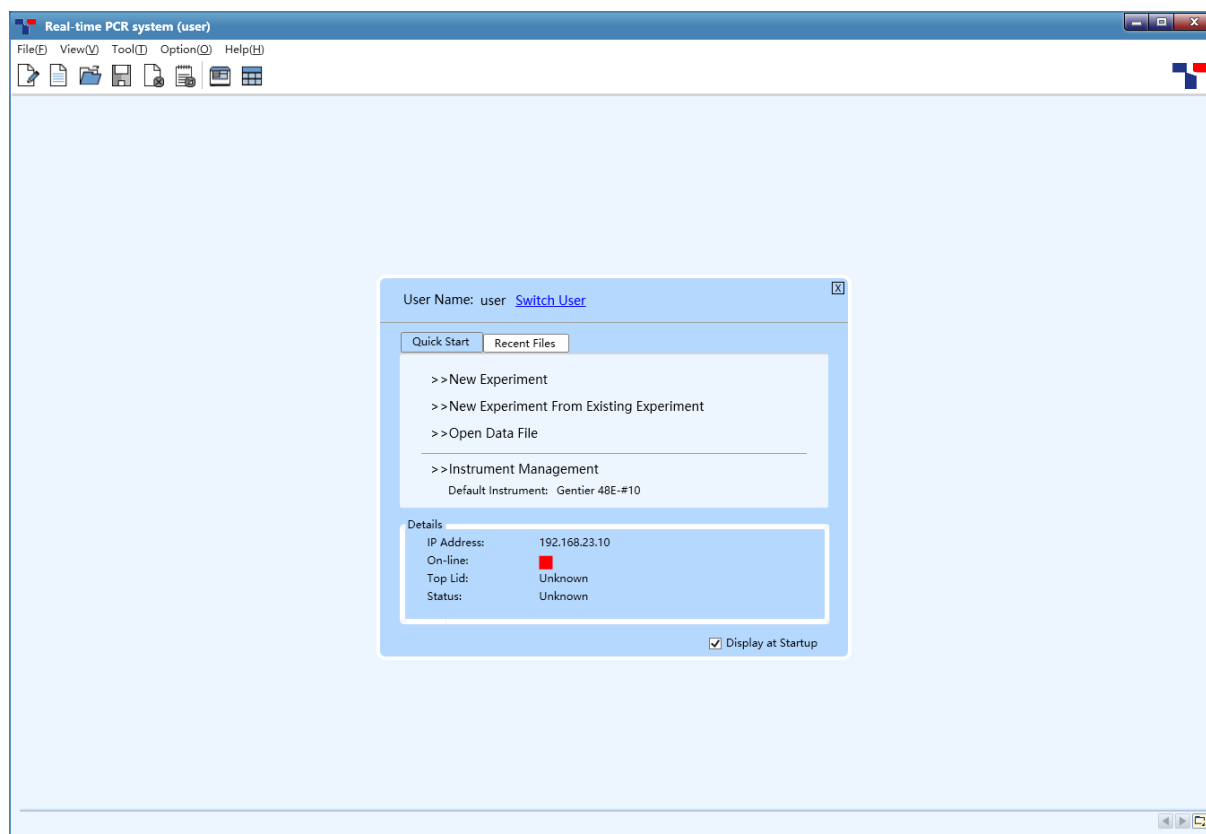 Real-time PCR system (user)
File(F) View(V) Tool(T) Option(O) Help(H)
User Name: user Switch User
Quick Start Recent Files
>>New Experiment
>>New Experiment From Existing Experiment
>>Open Data File
>>Instrument Management
Default Instrument: Gentier 48E-#10
Details
IP Address: 192.168.23.10
On-line:
Top Lid: Unknown
Status: Unknown
Display at Startup